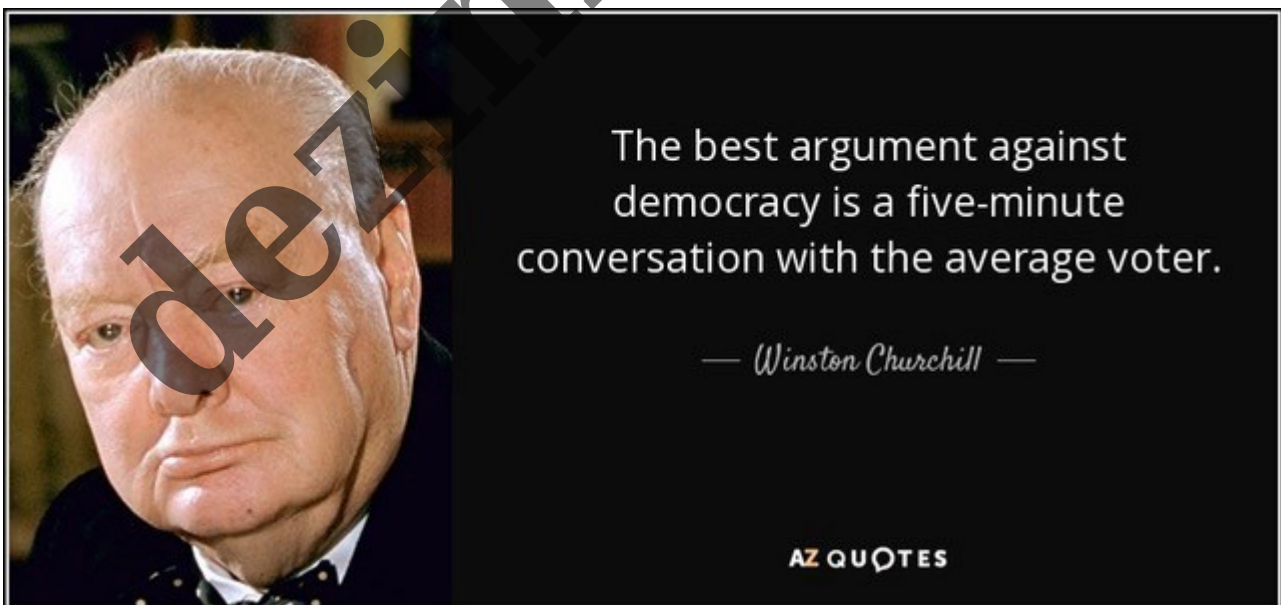 The best argument against
democracy is a five-minute
conversation with the average voter.
— Winston Churchill —
AZ QUOTES